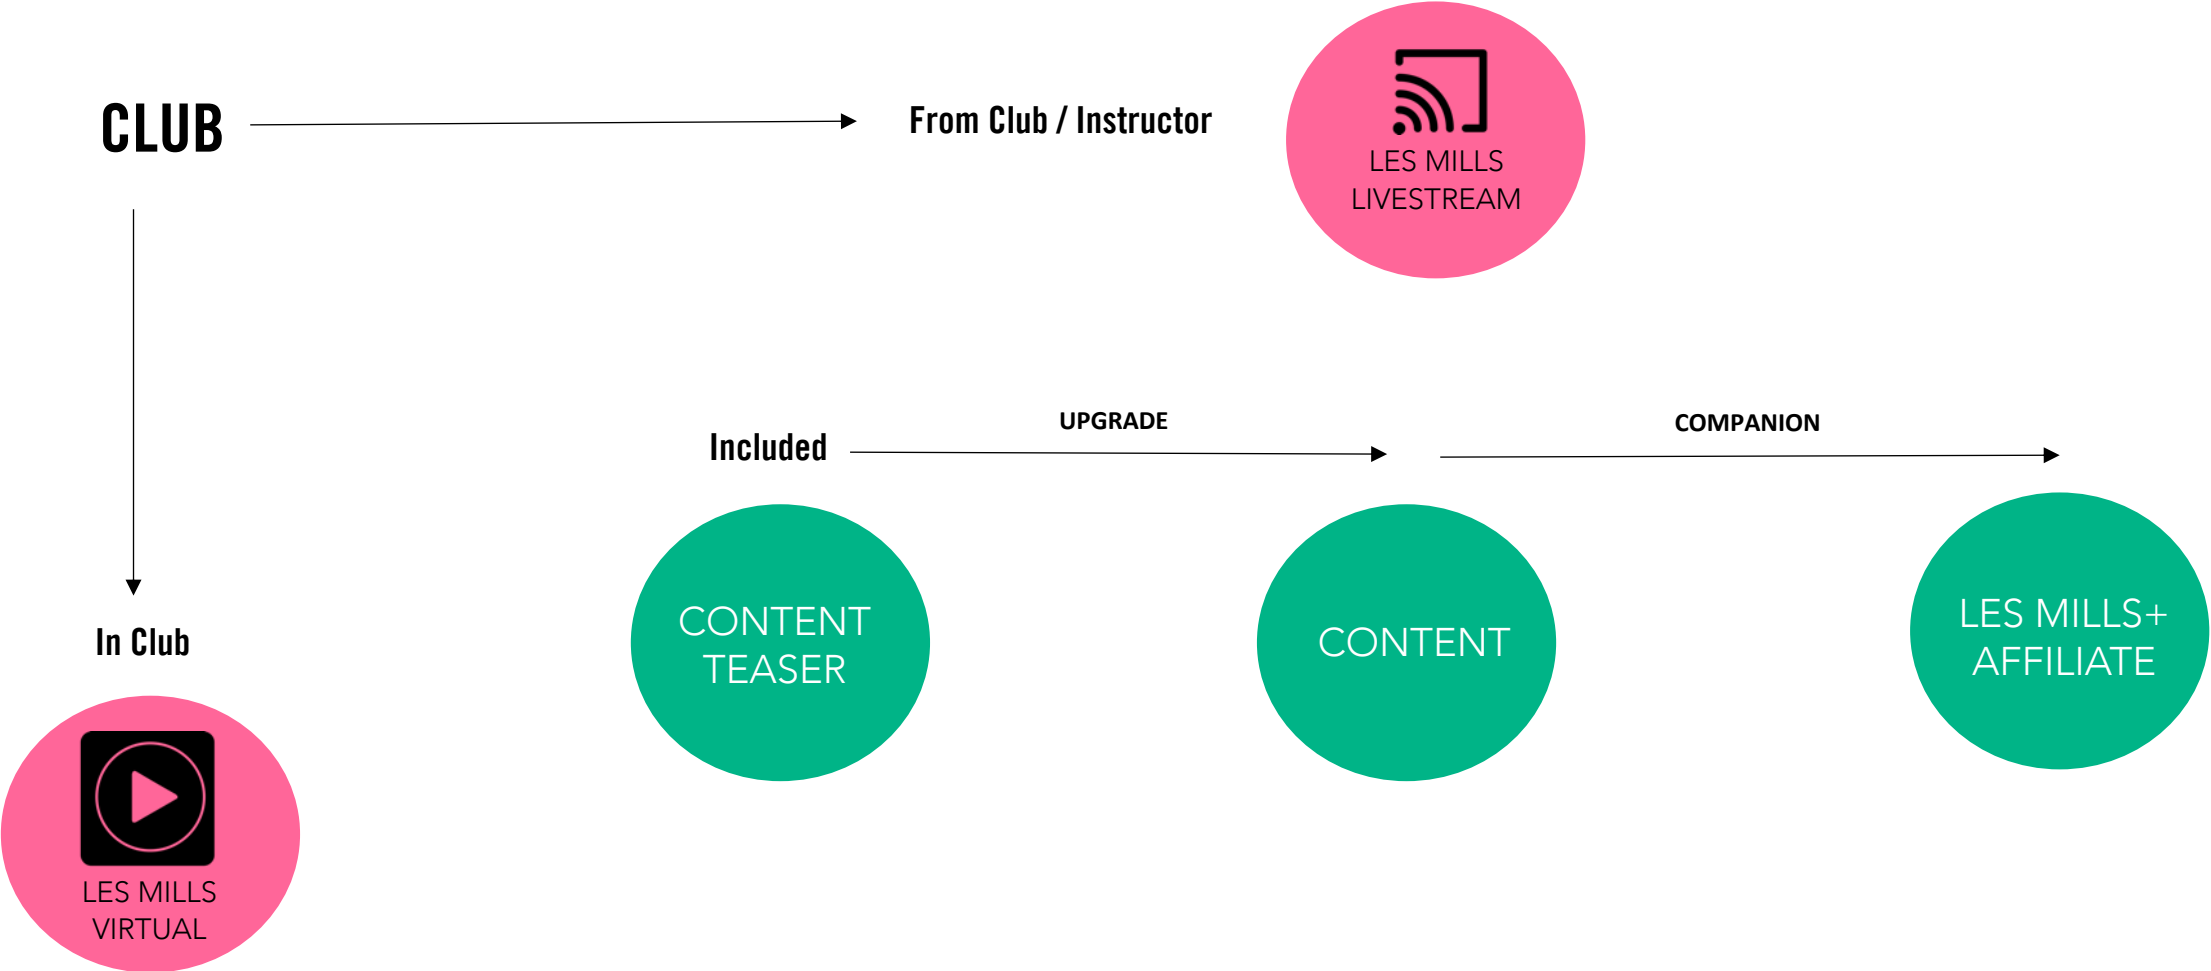 CLUB
From Club / Instructor
LES MILLS
LIVESTREAM
UPGRADE
COMPANION
Included
CONTENT
TEASER
CONTENT
LES MILLS+
AFFILIATE
In Club
LES MILLS
VIRTUAL